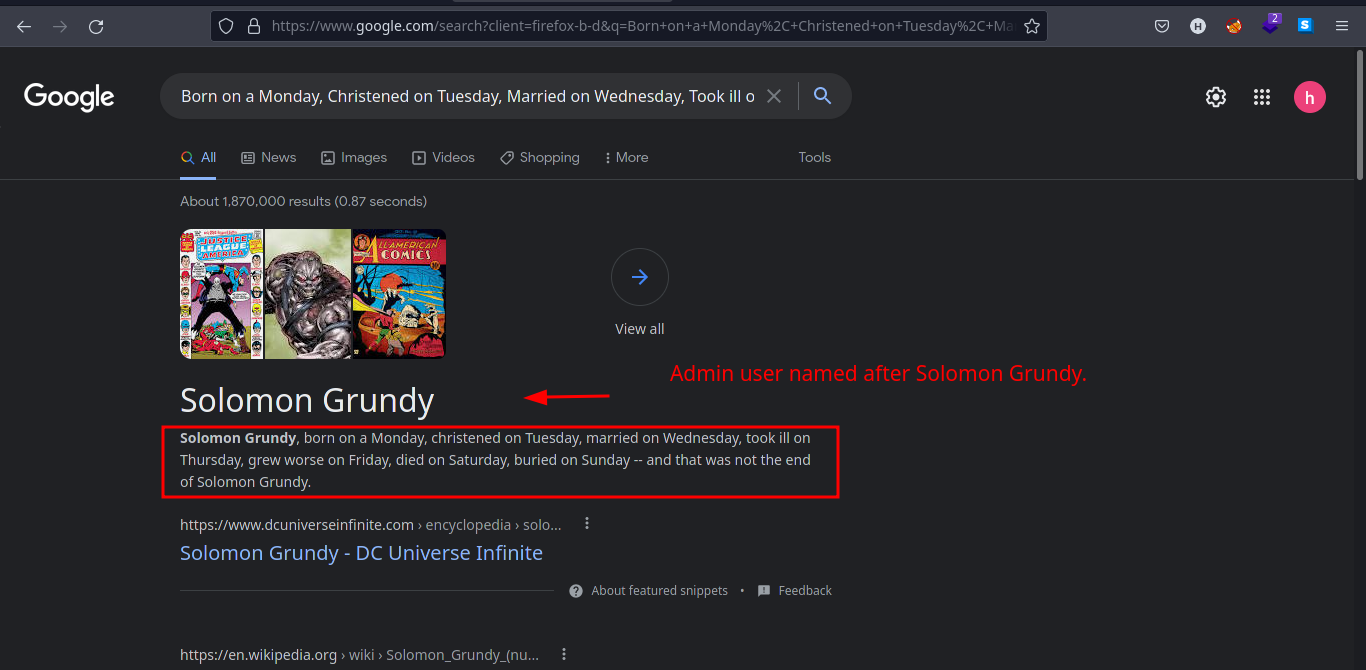 https://www.google.com/search?client=firefox-b-d&q=Born+on+a+Monday%2C+Christened+on+Tuesday%2C+Ma
H
2
S
Google
Born on a Monday, Christened on Tuesday, Married on Wednesday, Took ill o
h
All
News
Images
Videos
Shopping
More
Tools
About 1,870,000 results (0.87 seconds)
JUSTICE
LEAGUE
AMERICA
ALL-AMERICAN
COMICS
View all
Admin user named after Solomon Grundy.
Solomon Grundy
Solomon Grundy, born on a Monday, christened on Tuesday, married on Wednesday, took ill on
Thursday, grew worse on Friday, died on Saturday, buried on Sunday -- and that was not the end
of Solomon Grundy.
https://www.dcuniverseinfinite.com › encyclopedia › solo...
Solomon Grundy - DC Universe Infinite
About featured snippets • Feedback
https://en.wikipedia.org › wiki › Solomon_Grundy_(nu...